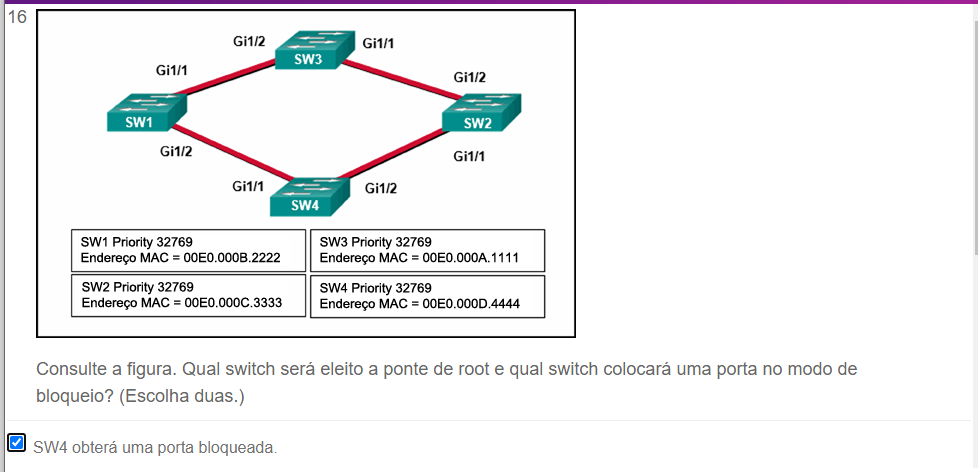 16
Gi1/2
Gi1/1
SW3
Gi1/1
Gi1/2
SW1
SW2
Gi1/2
Gi1/1
Gi1/1
Gi1/2
SW4
SW1 Priority 32769
Endereço MAC = 00E0.000B.2222
SW3 Priority 32769
Endereço MAC = 00E0.000A.1111
SW2 Priority 32769
Endereço MAC = 00E0.000C.3333
SW4 Priority 32769
Endereço MAC = 00E0.000D.4444
Consulte a figura. Qual switch será eleito a ponte de root e qual switch colocará uma porta no modo de
bloqueio? (Escolha duas.)
SW4 obterá uma porta bloqueada.